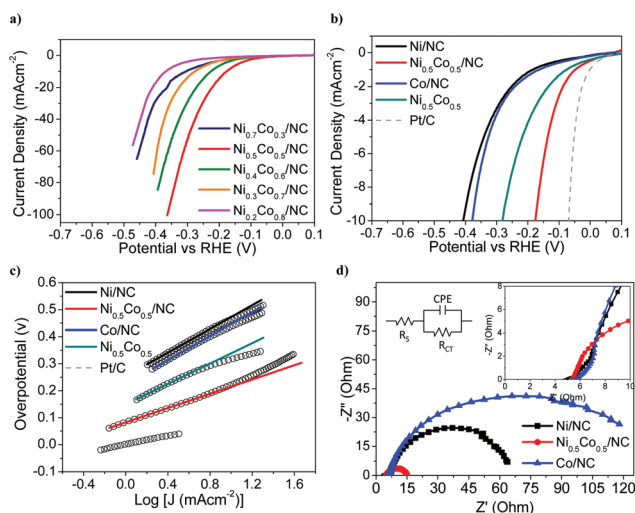 a)
0
-20
-40
-60
-80
-100
Current Density (mAcm⁻²)
Ni₀.₇Co₀.₃/NC
Ni₀.₅Co₀.₅/NC
Ni₀.₄Co₀.₆/NC
Ni₀.₃Co₀.₇/NC
Ni₀.₂Co₀.₈/NC
-0.7 -0.6 -0.5 -0.4 -0.3 -0.2 -0.1 -0.0 0.1
Potential vs RHE (V)
b)
0
-2
-4
-6
-8
-10
Current Density (mAcm⁻²)
Ni/NC
Ni₀.₅Co₀.₅/NC
Co/NC
Ni₀.₅Co₀.₅
Pt/C
-0.7 -0.6 -0.5 -0.4 -0.3 -0.2 -0.1 0.0 0.1
Potential vs RHE (V)
c)
0.6
0.5
0.4
0.3
0.2
0.1
0.0
-0.1
Overpotential (v)
Ni/NC
Ni₀.₅Co₀.₅/NC
Co/NC
Ni₀.₅Co₀.₅
Pt/C
-0.6 -0.4 0.0 0.4 0.8 1.2 1.6 2.0
Log [J (mAcm⁻²)]
d)
-90
-75
-60
-45
-30
-15
0
-Z'' (Ohm)
CPE
R_S
R_CT
8
6
4
2
0
-Z'' (Ohm)
0 2 4 6 8 10
Z' (Ohm)
Ni/NC
Ni₀.₅Co₀.₅/NC
Co/NC
0 15 30 45 60 75 90 105 120
Z' (Ohm)